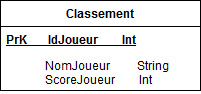 Classement
PrK IdJoueur Int
NomJoueur String
ScoreJoueur Int